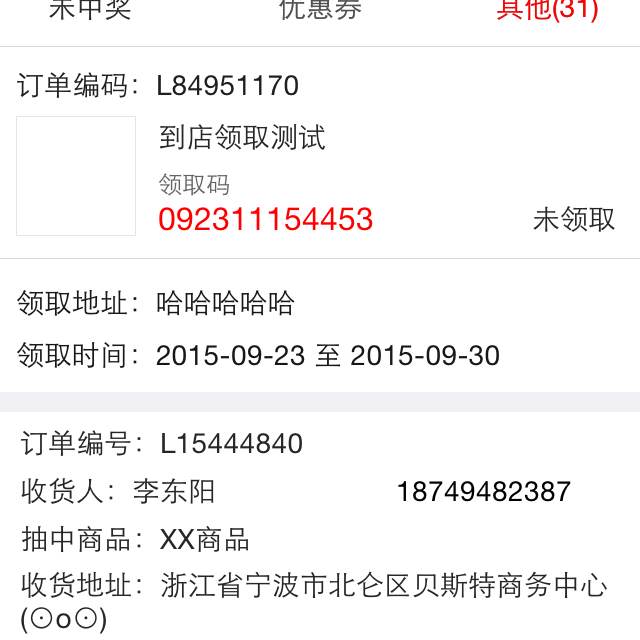 未中奖 优惠券 其他(31)
订单编码：L84951170
到店领取测试
领取码
092311154453 未领取
领取地址：哈哈哈哈哈
领取时间：2015-09-23 至 2015-09-30
订单编号：L15444840
收货人：李东阳 18749482387
抽中商品：XX商品
收货地址：浙江省宁波市北仑区贝斯特商务中心
(⊙o⊙)